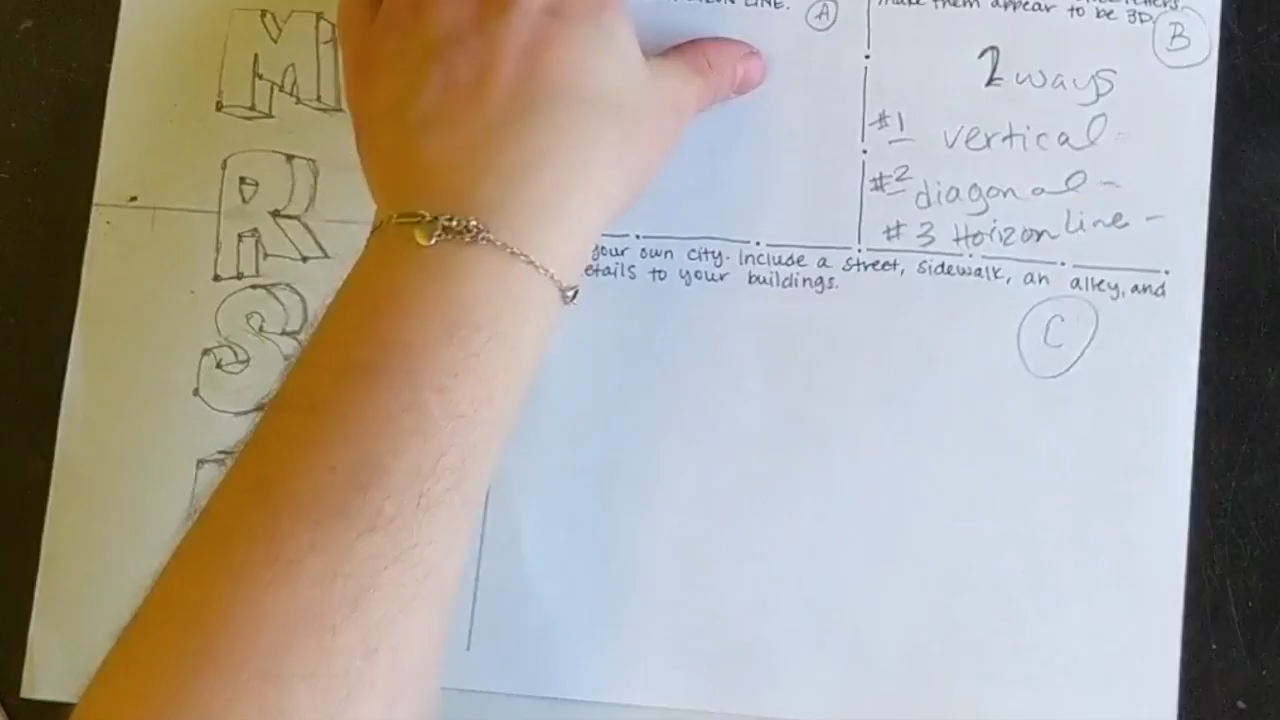 M
R
S
LINE.
A
make them appear to be 3D
B
2 ways
#1 vertical-
#2 diagonal-
#3 Horizon line-
your own city. Include a street, sidewalk, an alley, and
etails to your buildings.
C